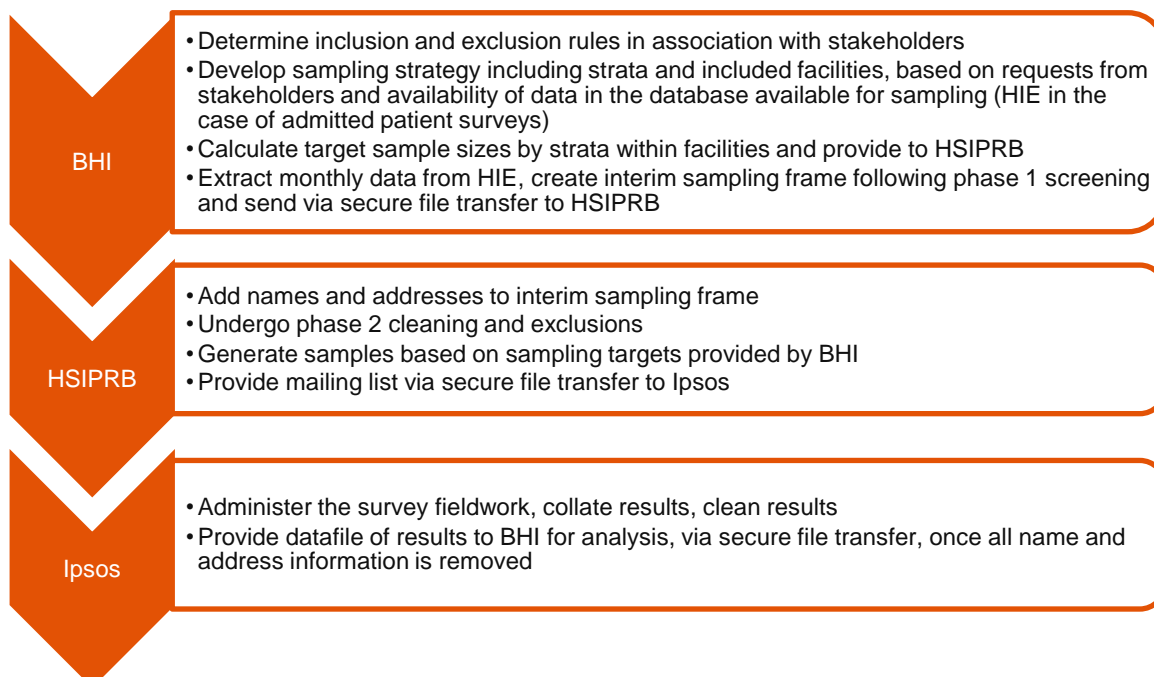 BHI
• Determine inclusion and exclusion rules in association with stakeholders
• Develop sampling strategy including strata and included facilities, based on requests from
stakeholders and availability of data in the database available for sampling (HIE in the
case of admitted patient surveys)
• Calculate target sample sizes by strata within facilities and provide to HSIPRB
• Extract monthly data from HIE, create interim sampling frame following phase 1 screening
and send via secure file transfer to HSIPRB
HSIPRB
• Add names and addresses to interim sampling frame
• Undergo phase 2 cleaning and exclusions
• Generate samples based on sampling targets provided by BHI
• Provide mailing list via secure file transfer to Ipsos
Ipsos
• Administer the survey fieldwork, collate results, clean results
• Provide datafile of results to BHI for analysis, via secure file transfer, once all name and
address information is removed